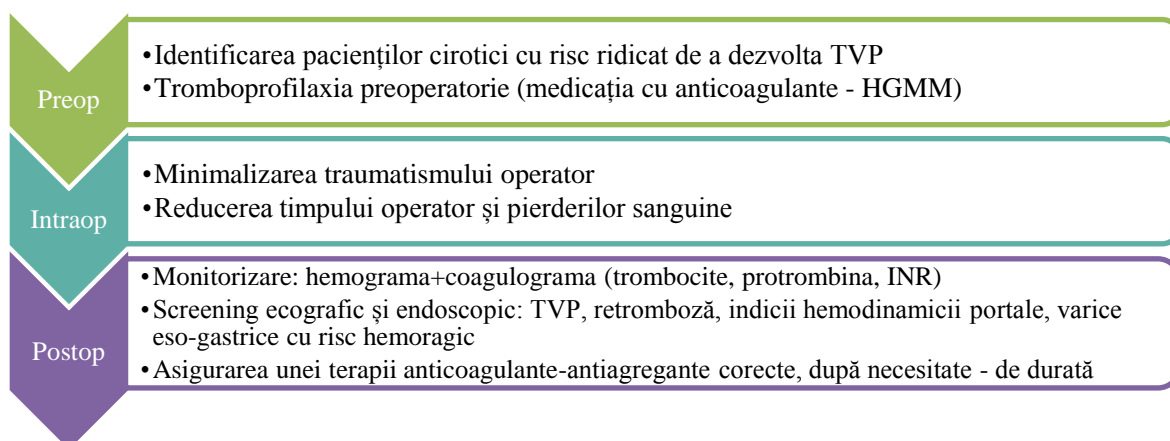 Preop
•Identificarea pacienților cirotici cu risc ridicat de a dezvolta TVP
•Tromboprofilaxia preoperatorie (medicația cu anticoagulante - HGMM)
Intraop
•Minimalizarea traumatismului operator
•Reducerea timpului operator și pierderilor sanguine
Postop
•Monitorizare: hemograma+coagulograma (trombocite, protrombina, INR)
•Screening ecografic și endoscopic: TVP, retromboză, indicii hemodinamicii portale, varice
eso-gastrice cu risc hemoragic
•Asigurarea unei terapii anticoagulante-antiagregante corecte, după necesitate - de durată